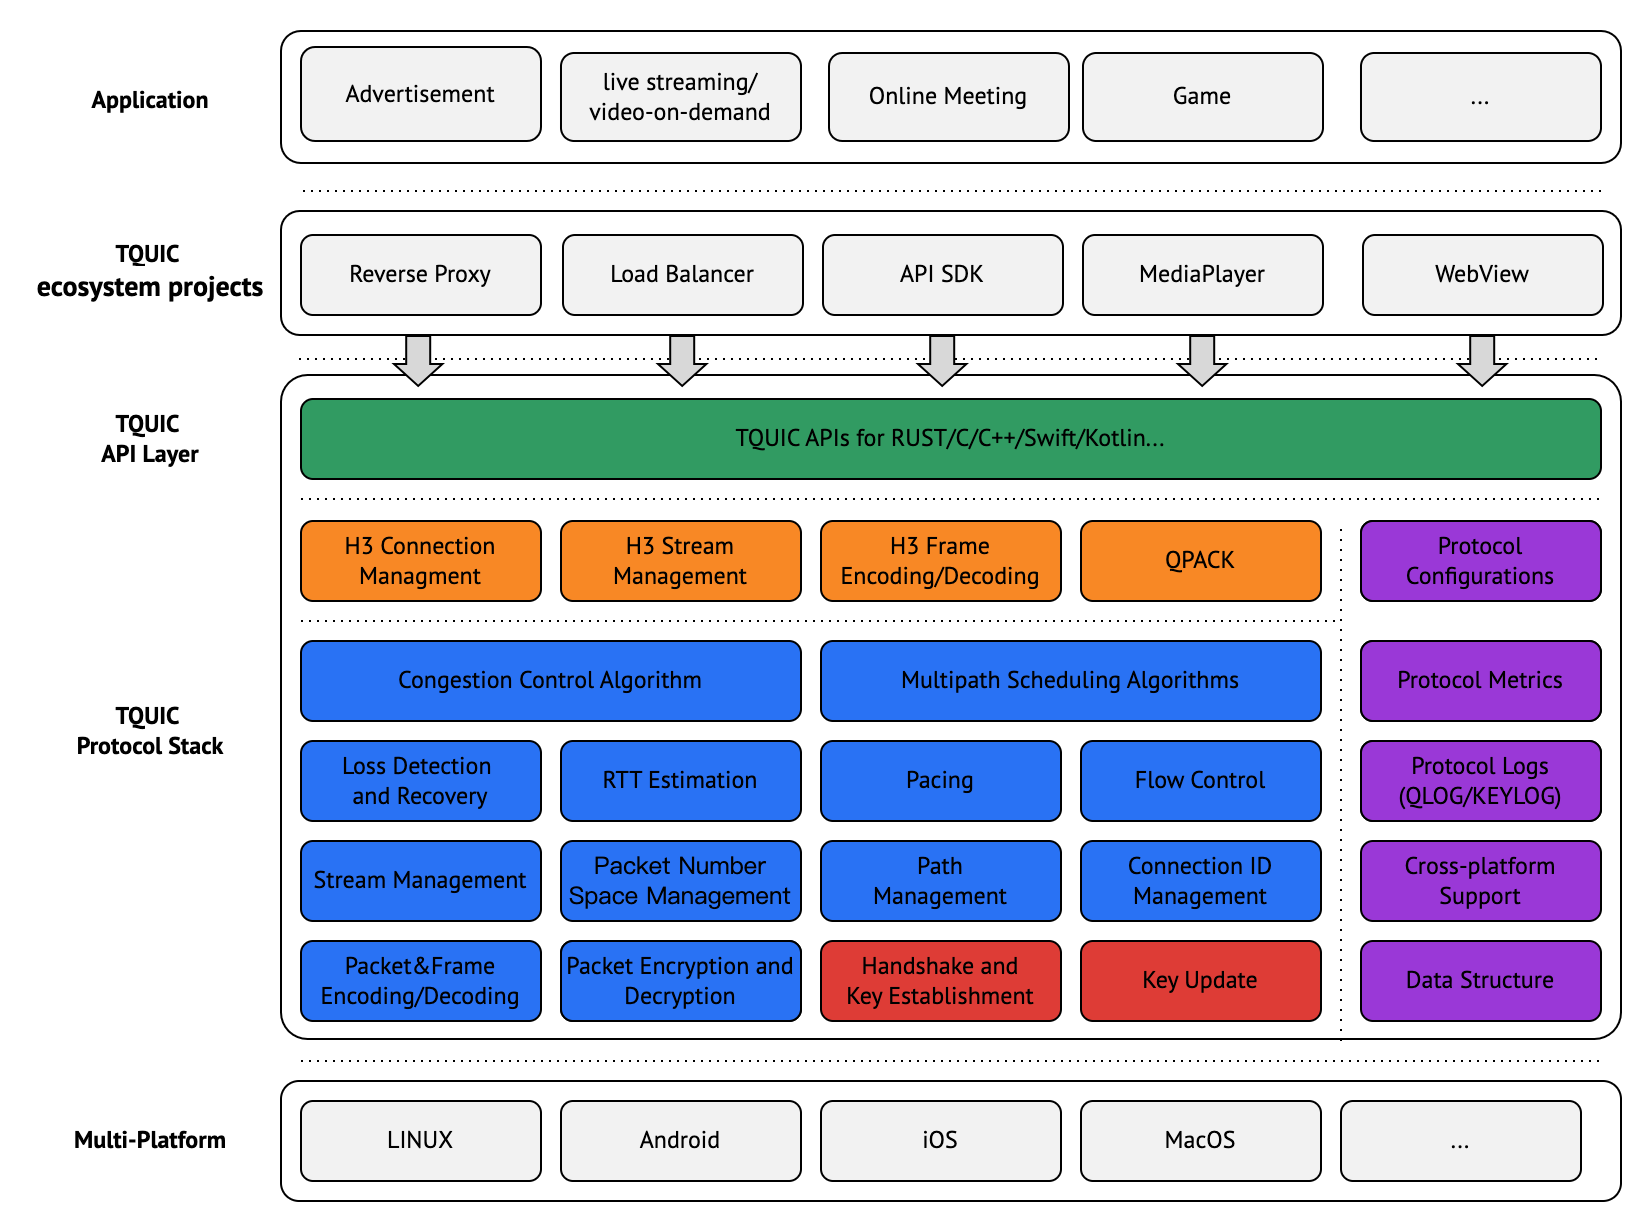 Application
Advertisement
live streaming/
video-on-demand
Online Meeting
Game
...
TQUIC
ecosystem projects
Reverse Proxy
Load Balancer
API SDK
MediaPlayer
WebView
TQUIC
API Layer
TQUIC APIs for RUST/C/C++/Swift/Kotlin...
H3 Connection
Managment
H3 Stream
Management
H3 Frame
Encoding/Decoding
QPACK
Protocol
Configurations
TQUIC
Protocol Stack
Congestion Control Algorithm
Multipath Scheduling Algorithms
Protocol Metrics
Loss Detection
and Recovery
RTT Estimation
Pacing
Flow Control
Protocol Logs
(QLOG/KEYLOG)
Stream Management
Packet Number
Space Management
Path
Management
Connection ID
Management
Cross-platform
Support
Packet&Frame
Encoding/Decoding
Packet Encryption and
Decryption
Handshake and
Key Establishment
Key Update
Data Structure
Multi-Platform
LINUX
Android
iOS
MacOS
...